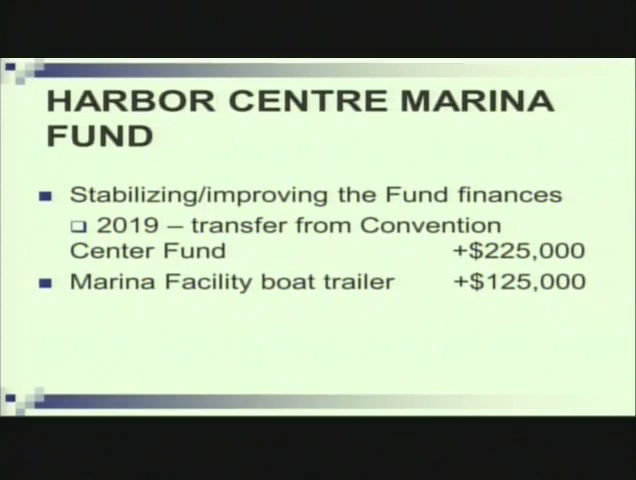 HARBOR CENTRE MARINA
FUND
Stabilizing/improving the Fund finances
2019 – transfer from Convention
Center Fund +$225,000
Marina Facility boat trailer +$125,000